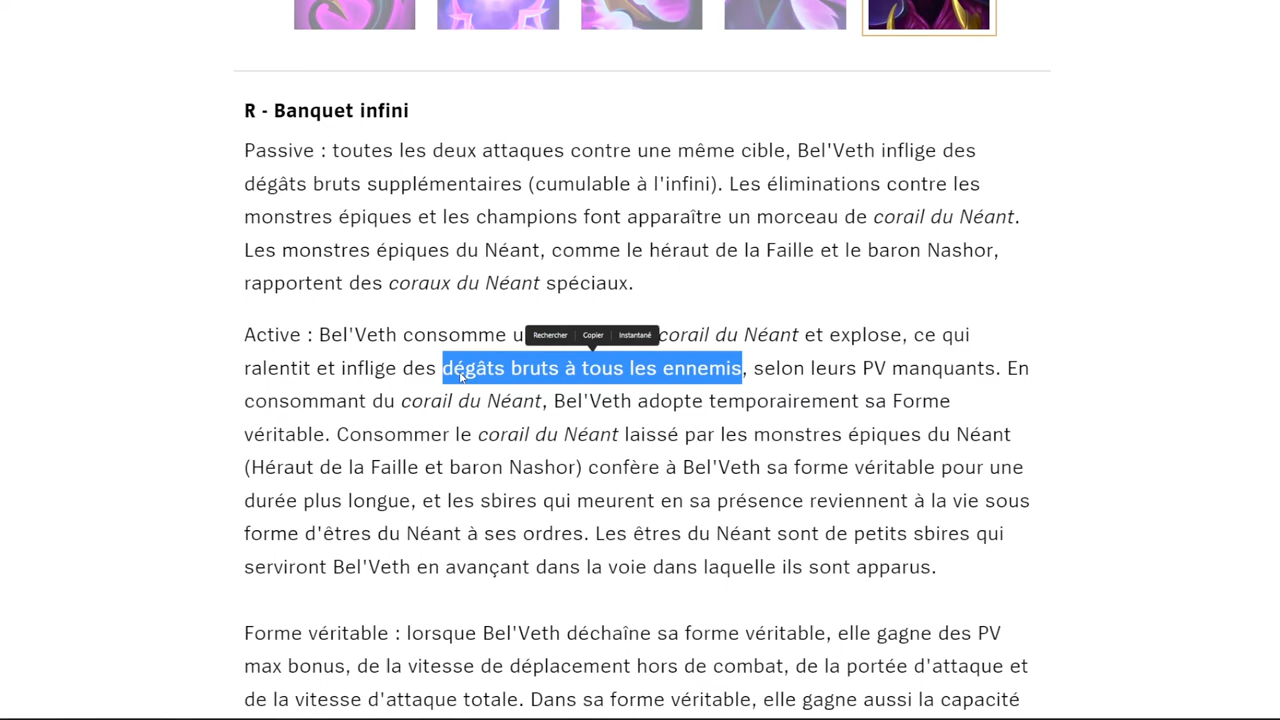 R - Banquet infini
Passive : toutes les deux attaques contre une même cible, Bel'Veth inflige des
dégâts bruts supplémentaires (cumulable à l'infini). Les éliminations contre les
monstres épiques et les champions font apparaître un morceau de corail du Néant.
Les monstres épiques du Néant, comme le héraut de la Faille et le baron Nashor,
rapportent des coraux du Néant spéciaux.
Rechercher Copier Instantané
Active : Bel'Veth consomme corail du Néant et explose, ce qui
ralentit et inflige des dégâts bruts à tous les ennemis, selon leurs PV manquants. En
consommant du corail du Néant, Bel'Veth adopte temporairement sa Forme
véritable. Consommer le corail du Néant laissé par les monstres épiques du Néant
(Héraut de la Faille et baron Nashor) confère à Bel'Veth sa forme véritable pour une
durée plus longue, et les sbires qui meurent en sa présence reviennent à la vie sous
forme d'êtres du Néant à ses ordres. Les êtres du Néant sont de petits sbires qui
serviront Bel'Veth en avançant dans la voie dans laquelle ils sont apparus.
Forme véritable : lorsque Bel'Veth déchaîne sa forme véritable, elle gagne des PV
max bonus, de la vitesse de déplacement hors de combat, de la portée d'attaque et
de la vitesse d'attaque totale. Dans sa forme véritable, elle gagne aussi la capacité